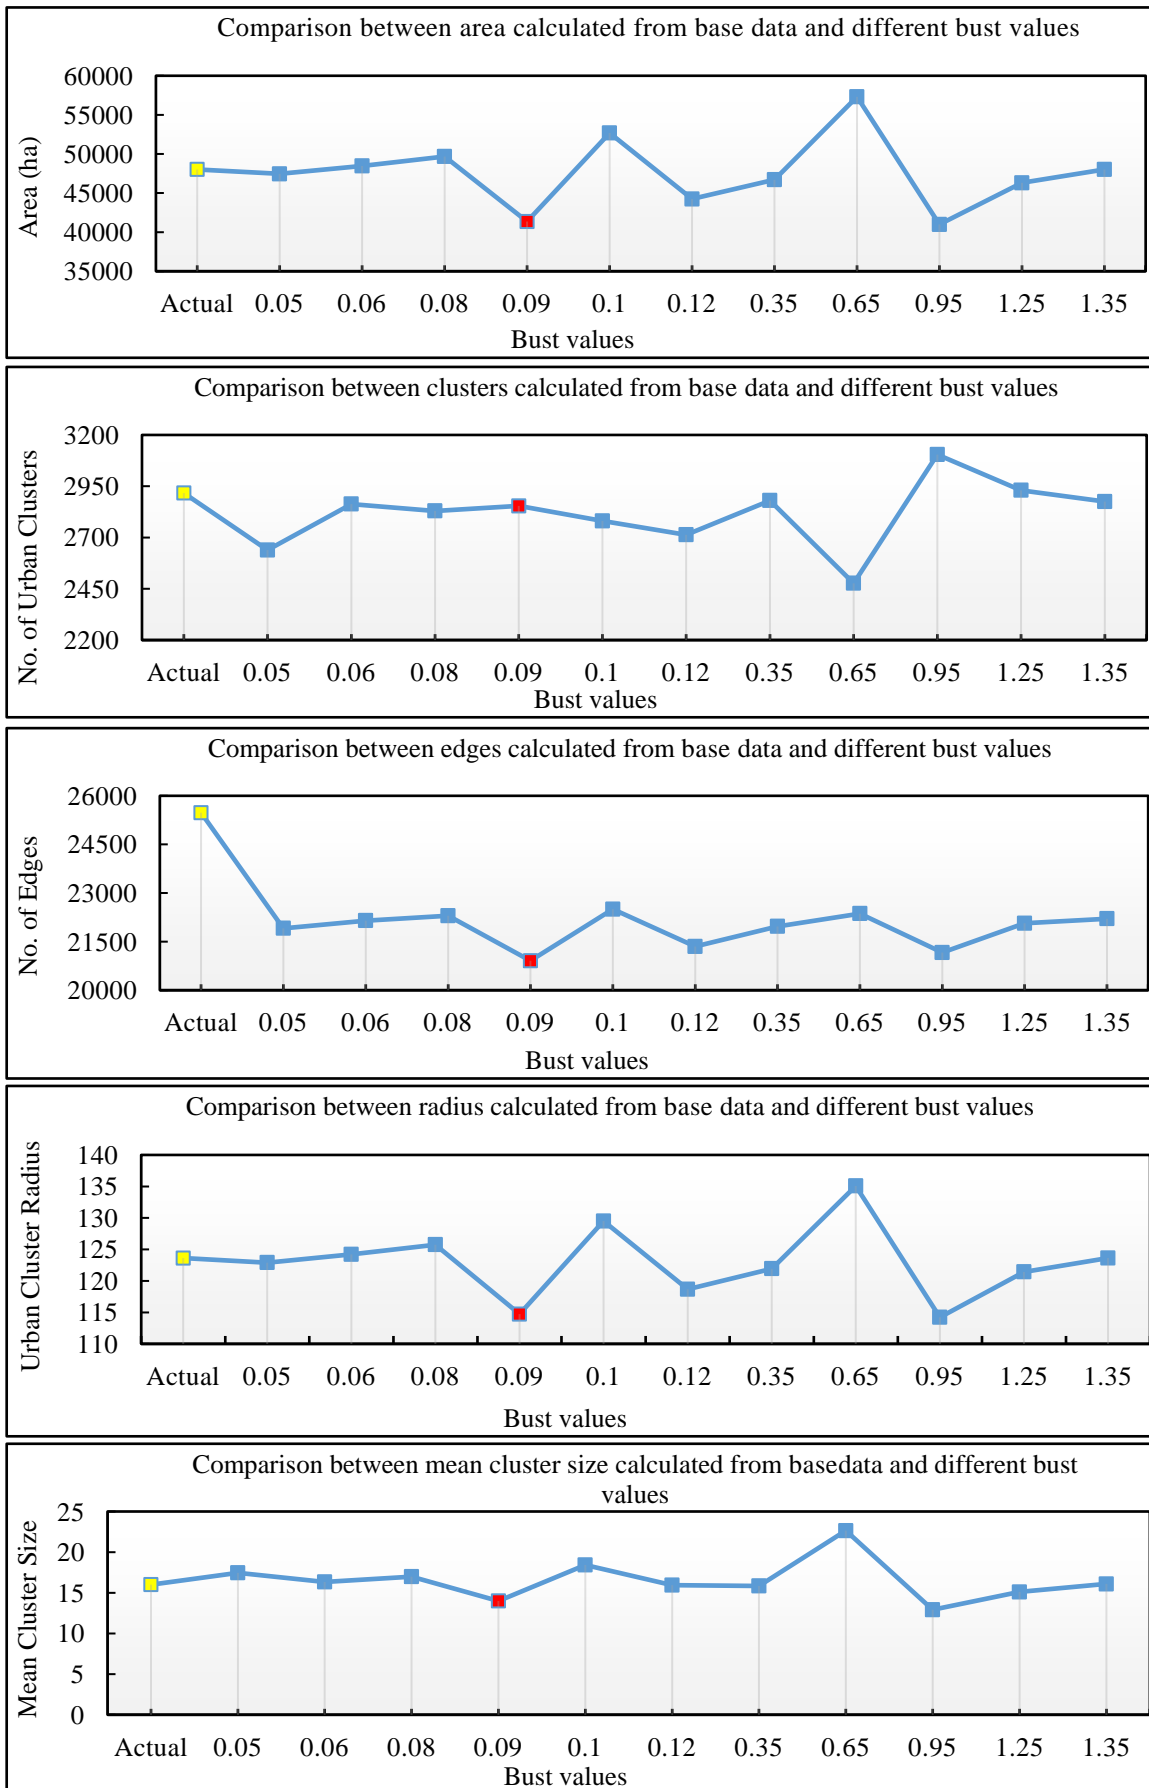 Comparison between area calculated from base data and different bust values
60000
55000
50000
45000
40000
35000
Area (ha)
Actual 0.05 0.06 0.08 0.09 0.1 0.12 0.35 0.65 0.95 1.25 1.35
Bust values
Comparison between clusters calculated from base data and different bust values
3200
2950
2700
2450
2200
No. of Urban Clusters
Actual 0.05 0.06 0.08 0.09 0.1 0.12 0.35 0.65 0.95 1.25 1.35
Bust values
Comparison between edges calculated from base data and different bust values
26000
24500
23000
21500
20000
No. of Edges
Actual 0.05 0.06 0.08 0.09 0.1 0.12 0.35 0.65 0.95 1.25 1.35
Bust values
Comparison between radius calculated from base data and different bust values
140
135
130
125
120
115
110
Urban Cluster Radius
Actual 0.05 0.06 0.08 0.09 0.1 0.12 0.35 0.65 0.95 1.25 1.35
Bust values
Comparison between mean cluster size calculated from basedata and different bust
values
25
20
15
10
5
0
Mean Cluster Size
Actual 0.05 0.06 0.08 0.09 0.1 0.12 0.35 0.65 0.95 1.25 1.35
Bust values